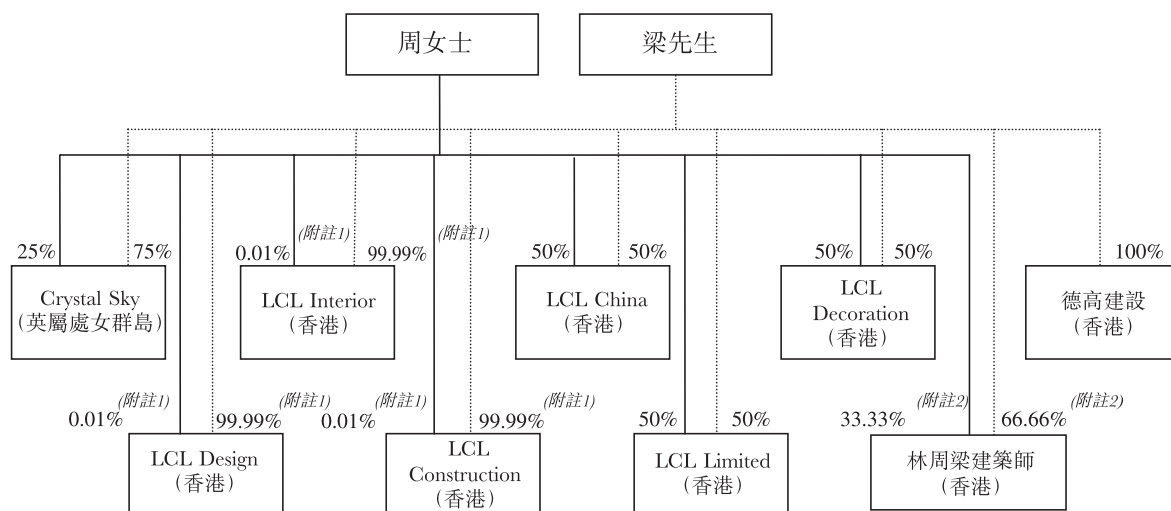 周女士
梁先生
(附註1)
(附註1)
25%
75%
0.01%
99.99%
50%
50%
50%
50%
100%
Crystal Sky
(英屬處女群島)
LCL Interior
(香港)
LCL China
(香港)
LCL
Decoration
(香港)
德高建設
(香港)
(附註1)
(附註1)
(附註1)
(附註1)
(附註2)
(附註2)
0.01%
99.99%
0.01%
99.99%
50%
50%
33.33%
66.66%
LCL Design
(香港)
LCL
Construction
(香港)
LCL Limited
(香港)
林周梁建築師
(香港)